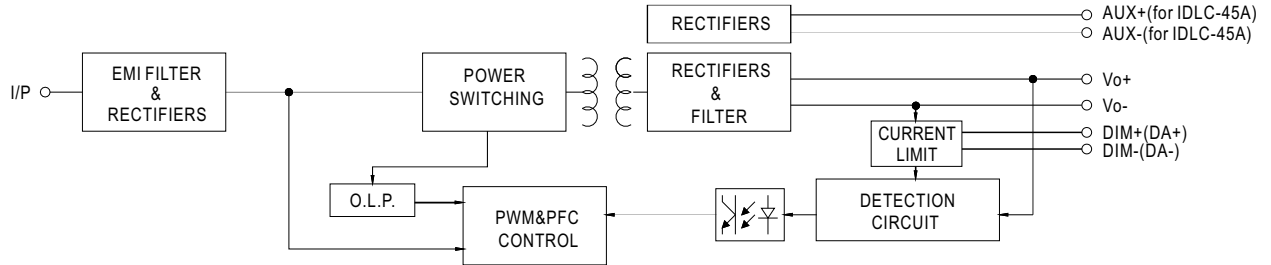 RECTIFIERS
AUX+(for IDLC-45A)
AUX-(for IDLC-45A)
I/P
EMI FILTER
&
RECTIFIERS
POWER
SWITCHING
RECTIFIERS
&
FILTER
Vo+
Vo-
CURRENT
LIMIT
DIM+(DA+)
DIM-(DA-)
O.L.P.
PWM&PFC
CONTROL
DETECTION
CIRCUIT